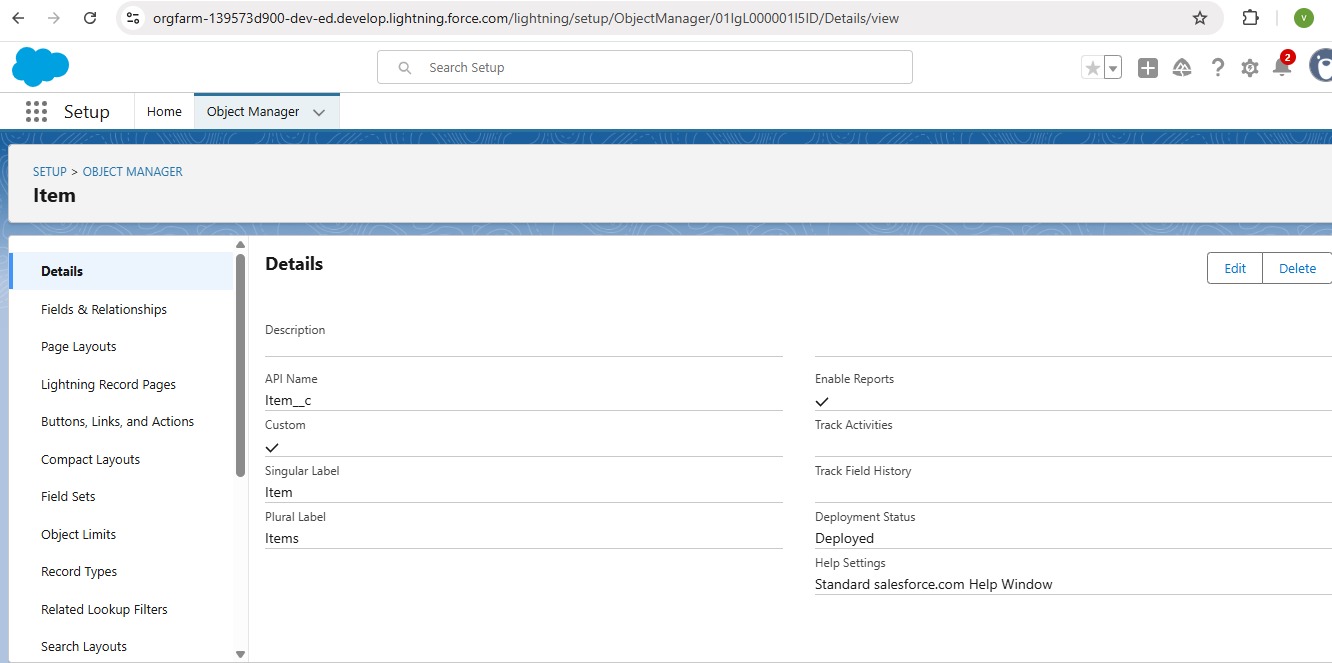 orgfarm-139573d900-dev-ed.develop.lightning.force.com/lightning/setup/ObjectManager/01IgL000001I5ID/Details/view
V
Search Setup
2
Setup
Home
Object Manager
SETUP > OBJECT MANAGER
Item
Details
Fields & Relationships
Page Layouts
Lightning Record Pages
Buttons, Links, and Actions
Compact Layouts
Field Sets
Object Limits
Record Types
Related Lookup Filters
Search Layouts
Details
Edit
Delete
Description
API Name
Item__c
Custom
Singular Label
Item
Plural Label
Items
Enable Reports
Track Activities
Track Field History
Deployment Status
Deployed
Help Settings
Standard salesforce.com Help Window